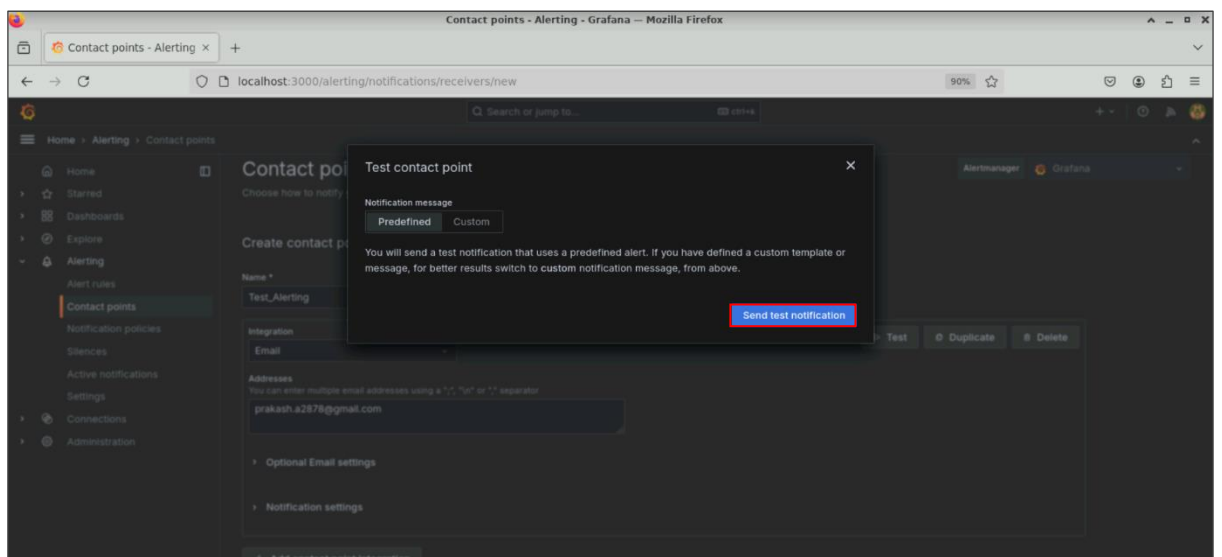 Contact points - Alerting - Grafana — Mozilla Firefox
Contact points - Alerting ×
localhost:3000/alerting/notifications/receivers/new
90%
Search or jump to...
ctrl+k
Home › Alerting › Contact points
Home
Starred
Dashboards
Explore
Alerting
Alert rules
Contact points
Notification policies
Silences
Active notifications
Settings
Connections
Administration
Contact poi
Alertmanager
Grafana
Choose how to notify
Create contact po
Name *
Test_Alerting
Integration
Email
Test
Duplicate
Delete
Addresses
You can enter multiple email addresses using a ";", "\n" or "," separator
prakash.a2878@gmail.com
Optional Email settings
Notification settings
Add contact point integration
Test contact point
Notification message
Predefined
Custom
You will send a test notification that uses a predefined alert. If you have defined a custom template or
message, for better results switch to custom notification message, from above.
Send test notification